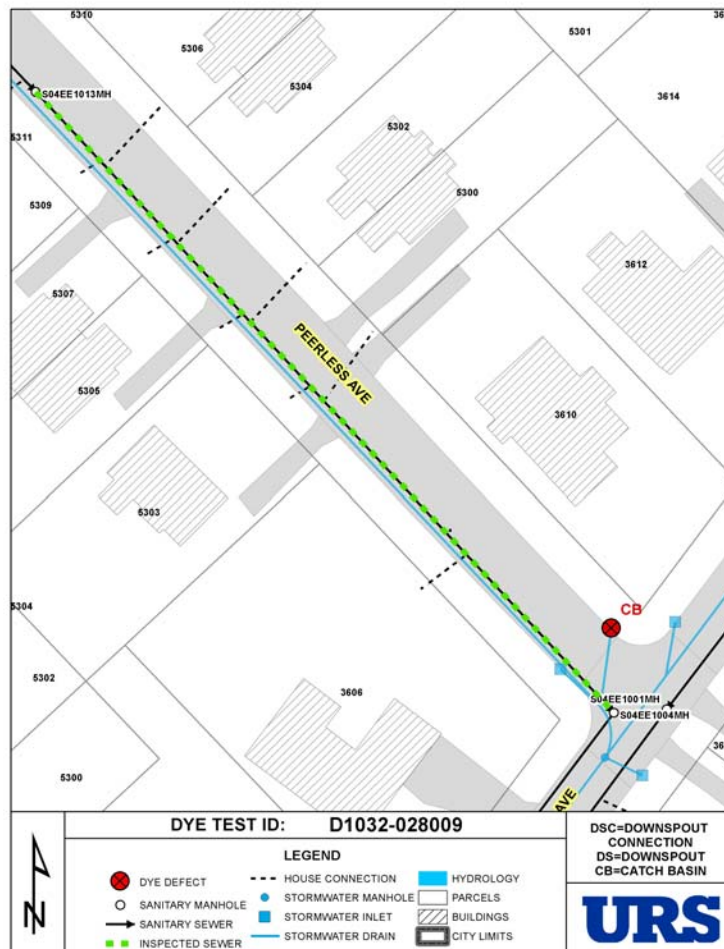 5310
5306
5301
36
5304
3614
S04EE1013MH
5311
5302
5309
5300
3612
5307
PEERLESS AVE
5305
3610
5303
5304
CB
5302
S04EE1001MH
3606
S04EE1004MH
36
5300
AVE
DYE TEST ID: D1032-028009
DSC=DOWNSPOUT
CONNECTION
DS=DOWNSPOUT
CB=CATCH BASIN
N
LEGEND
DYE DEFECT
SANITARY MANHOLE
SANITARY SEWER
INSPECTED SEWER
HOUSE CONNECTION
STORMWATER MANHOLE
STORMWATER INLET
STORMWATER DRAIN
HYDROLOGY
PARCELS
BUILDINGS
CITY LIMITS
URS